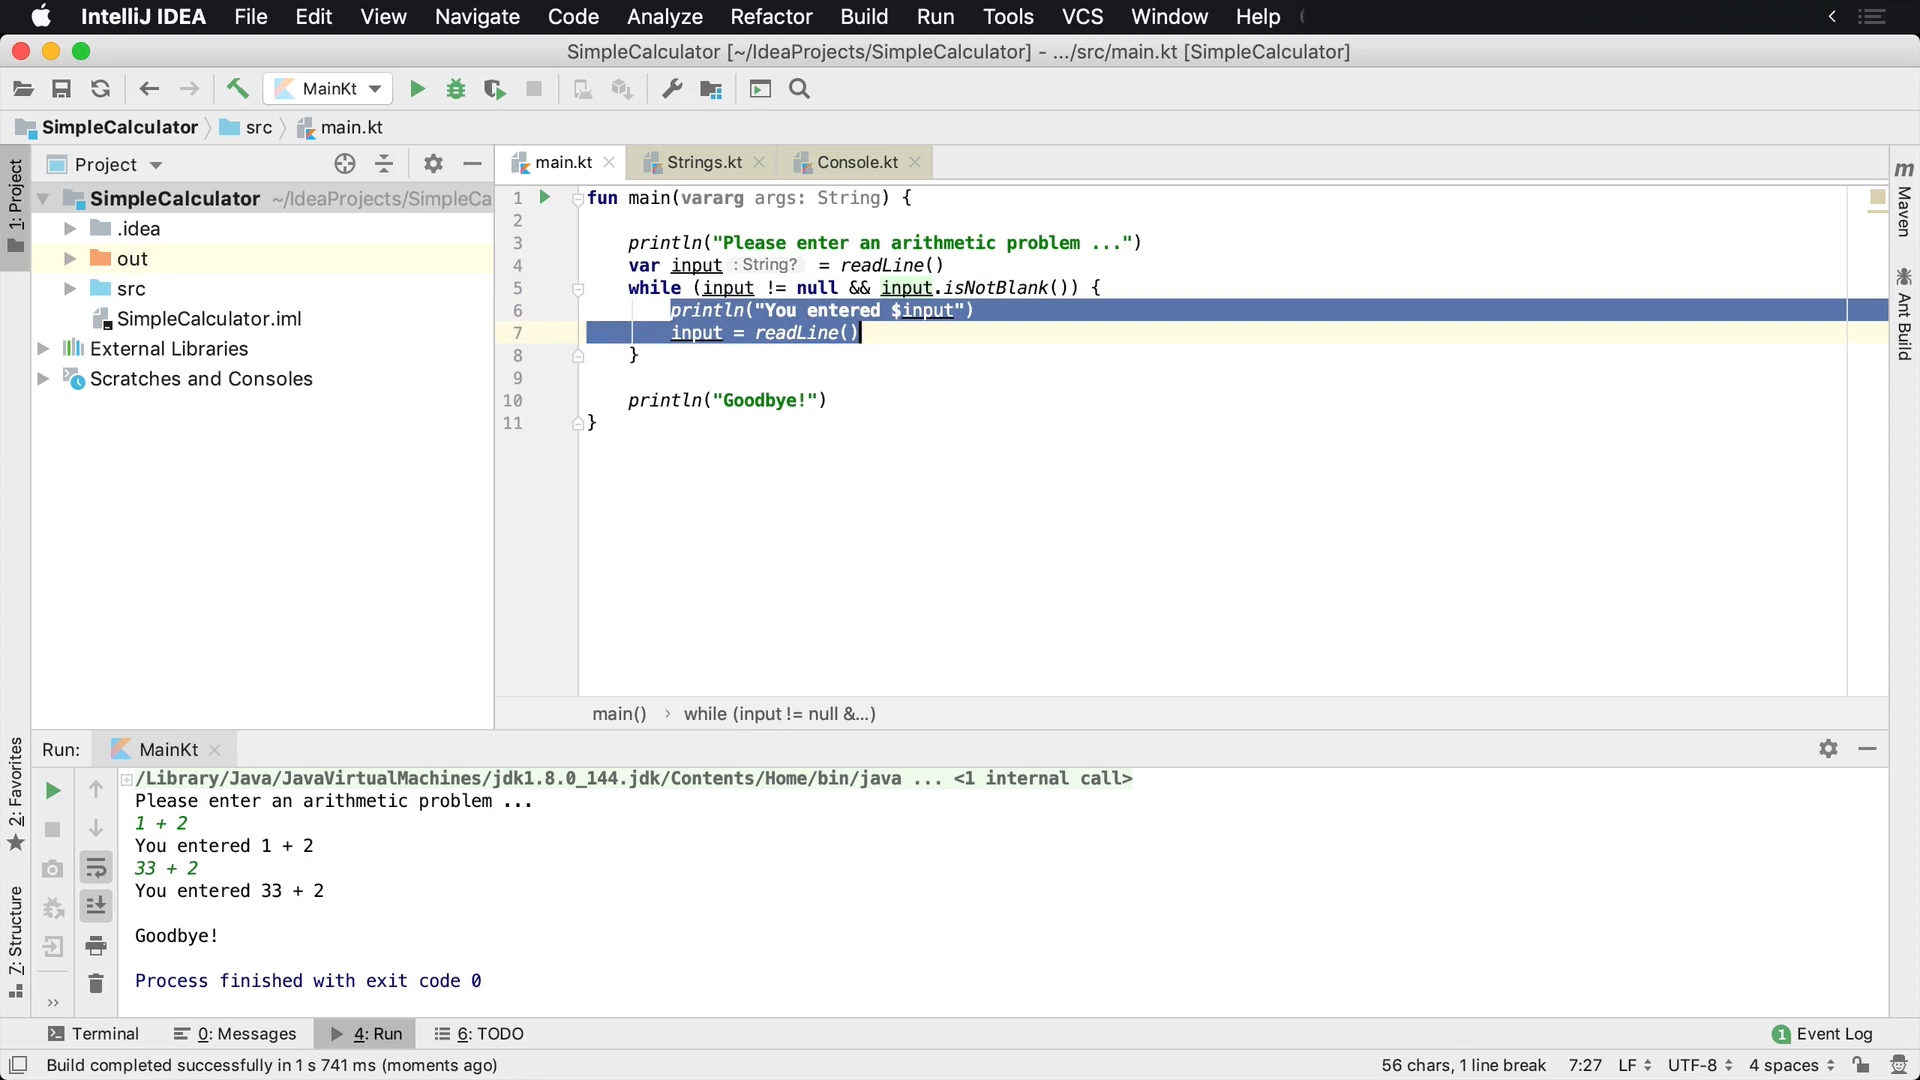 IntelliJ IDEA File Edit View Navigate Code Analyze Refactor Build Run Tools VCS Window Help
SimpleCalculator [~/IdeaProjects/SimpleCalculator] - .../src/main.kt [SimpleCalculator]
MainKt
SimpleCalculator src main.kt
1: Project
Project
SimpleCalculator ~/IdeaProjects/SimpleCa
.idea
out
src
SimpleCalculator.iml
External Libraries
Scratches and Consoles
main.kt Strings.kt Console.kt
1 fun main(vararg args: String) {
2
3 println("Please enter an arithmetic problem ...")
4 var input : String? = readLine()
5 while (input != null && input.isNotBlank()) {
6 println("You entered $input")
7 input = readLine()
8 }
9
10 println("Goodbye!")
11 }
main() › while (input != null &...)
m Maven
Ant Build
2: Favorites
7: Structure
Run: MainKt
/Library/Java/JavaVirtualMachines/jdk1.8.0_144.jdk/Contents/Home/bin/java ... <1 internal call>
Please enter an arithmetic problem ...
1 + 2
You entered 1 + 2
33 + 2
You entered 33 + 2
Goodbye!
Process finished with exit code 0
Terminal 0: Messages 4: Run 6: TODO 1 Event Log
Build completed successfully in 1 s 741 ms (moments ago) 56 chars, 1 line break 7:27 LF UTF-8 4 spaces